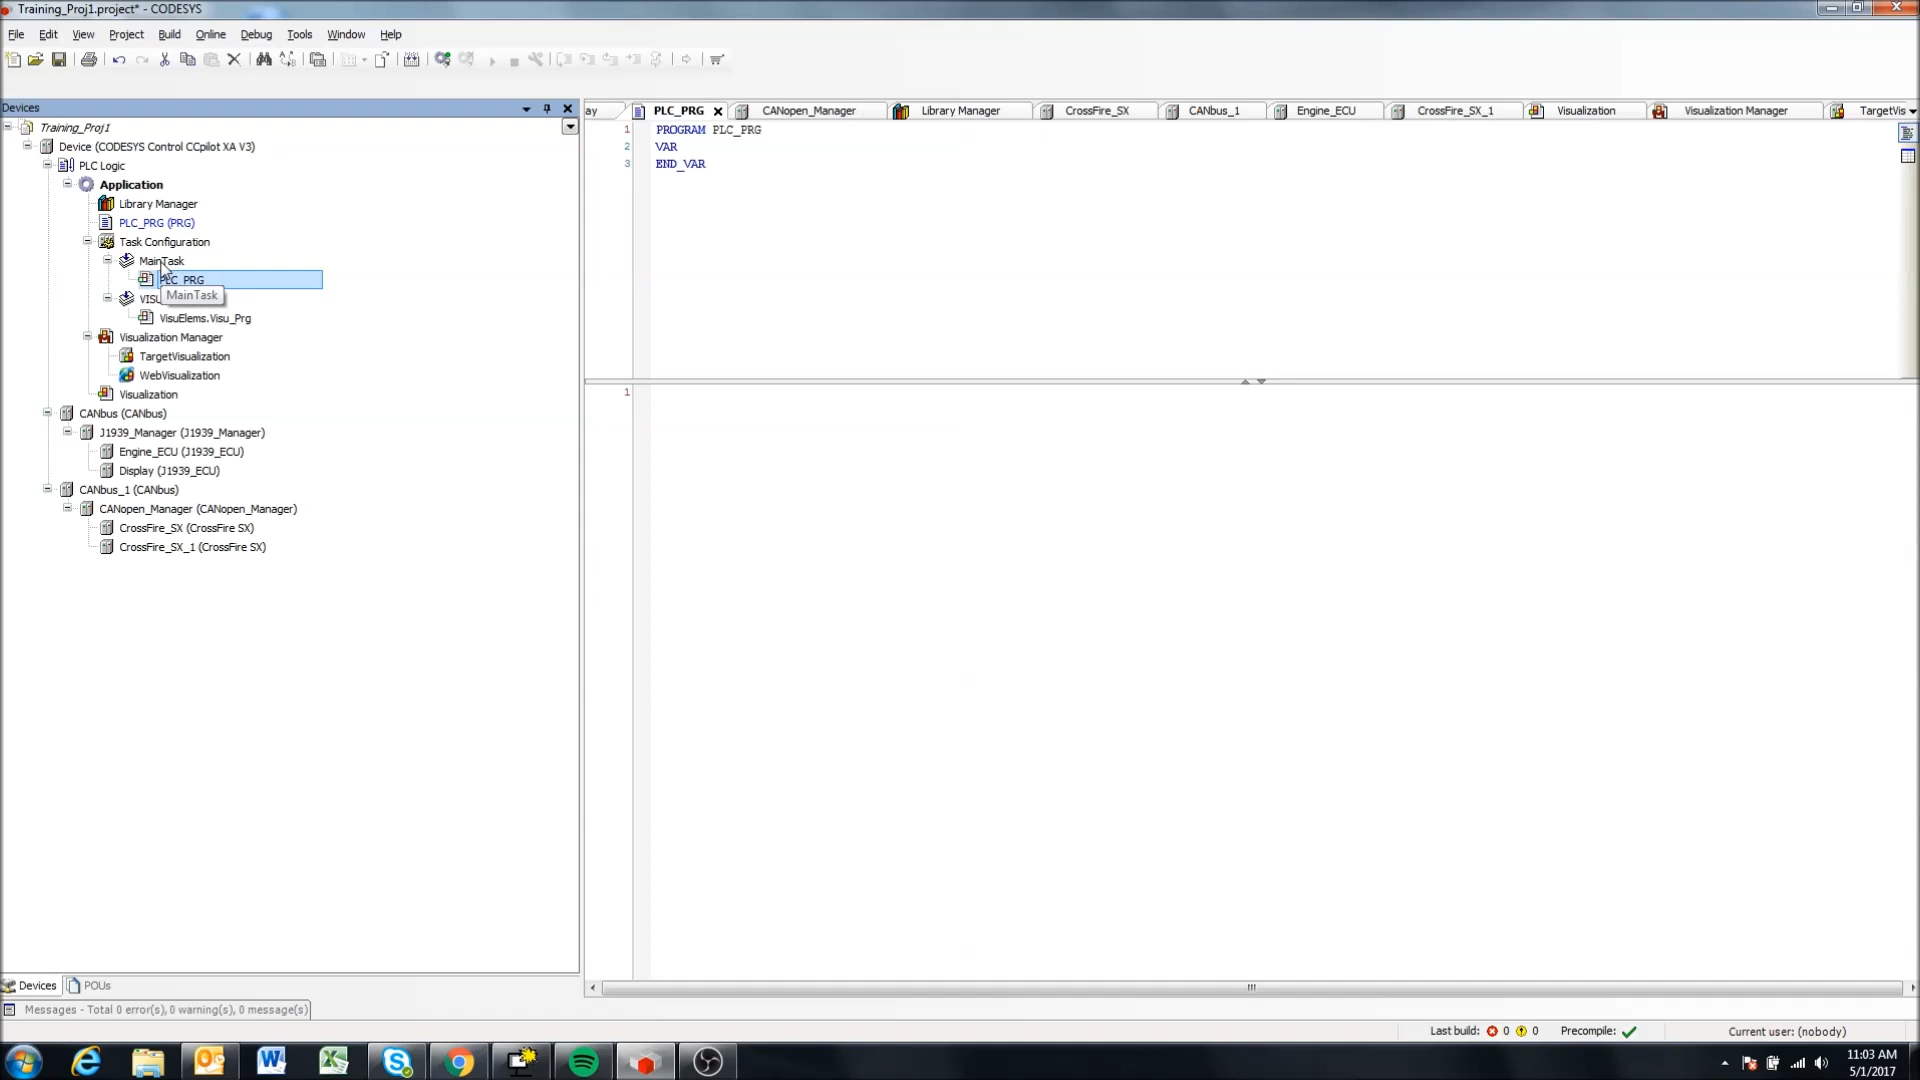 Training_Proj1.project* - CODESYS
File Edit View Project Build Online Debug Tools Window Help
Devices
Training_Proj1
Device (CODESYS Control CCpilot XA V3)
PLC Logic
Application
Library Manager
PLC_PRG (PRG)
Task Configuration
MainTask
PLC_PRG
MainTask
VISU
VisuElems.Visu_Prg
Visualization Manager
TargetVisualization
WebVisualization
Visualization
CANbus (CANbus)
J1939_Manager (J1939_Manager)
Engine_ECU (J1939_ECU)
Display (J1939_ECU)
CANbus_1 (CANbus)
CANopen_Manager (CANopen_Manager)
CrossFire_SX (CrossFire SX)
CrossFire_SX_1 (CrossFire SX)
Devices POUs
ay PLC_PRG CANopen_Manager Library Manager CrossFire_SX CANbus_1 Engine_ECU CrossFire_SX_1 Visualization Visualization Manager TargetVis
1 PROGRAM PLC_PRG
2 VAR
3 END_VAR
1
Messages - Total 0 error(s), 0 warning(s), 0 message(s)
Last build: 0 0 Precompile: Current user: (nobody)
11:03 AM
5/1/2017